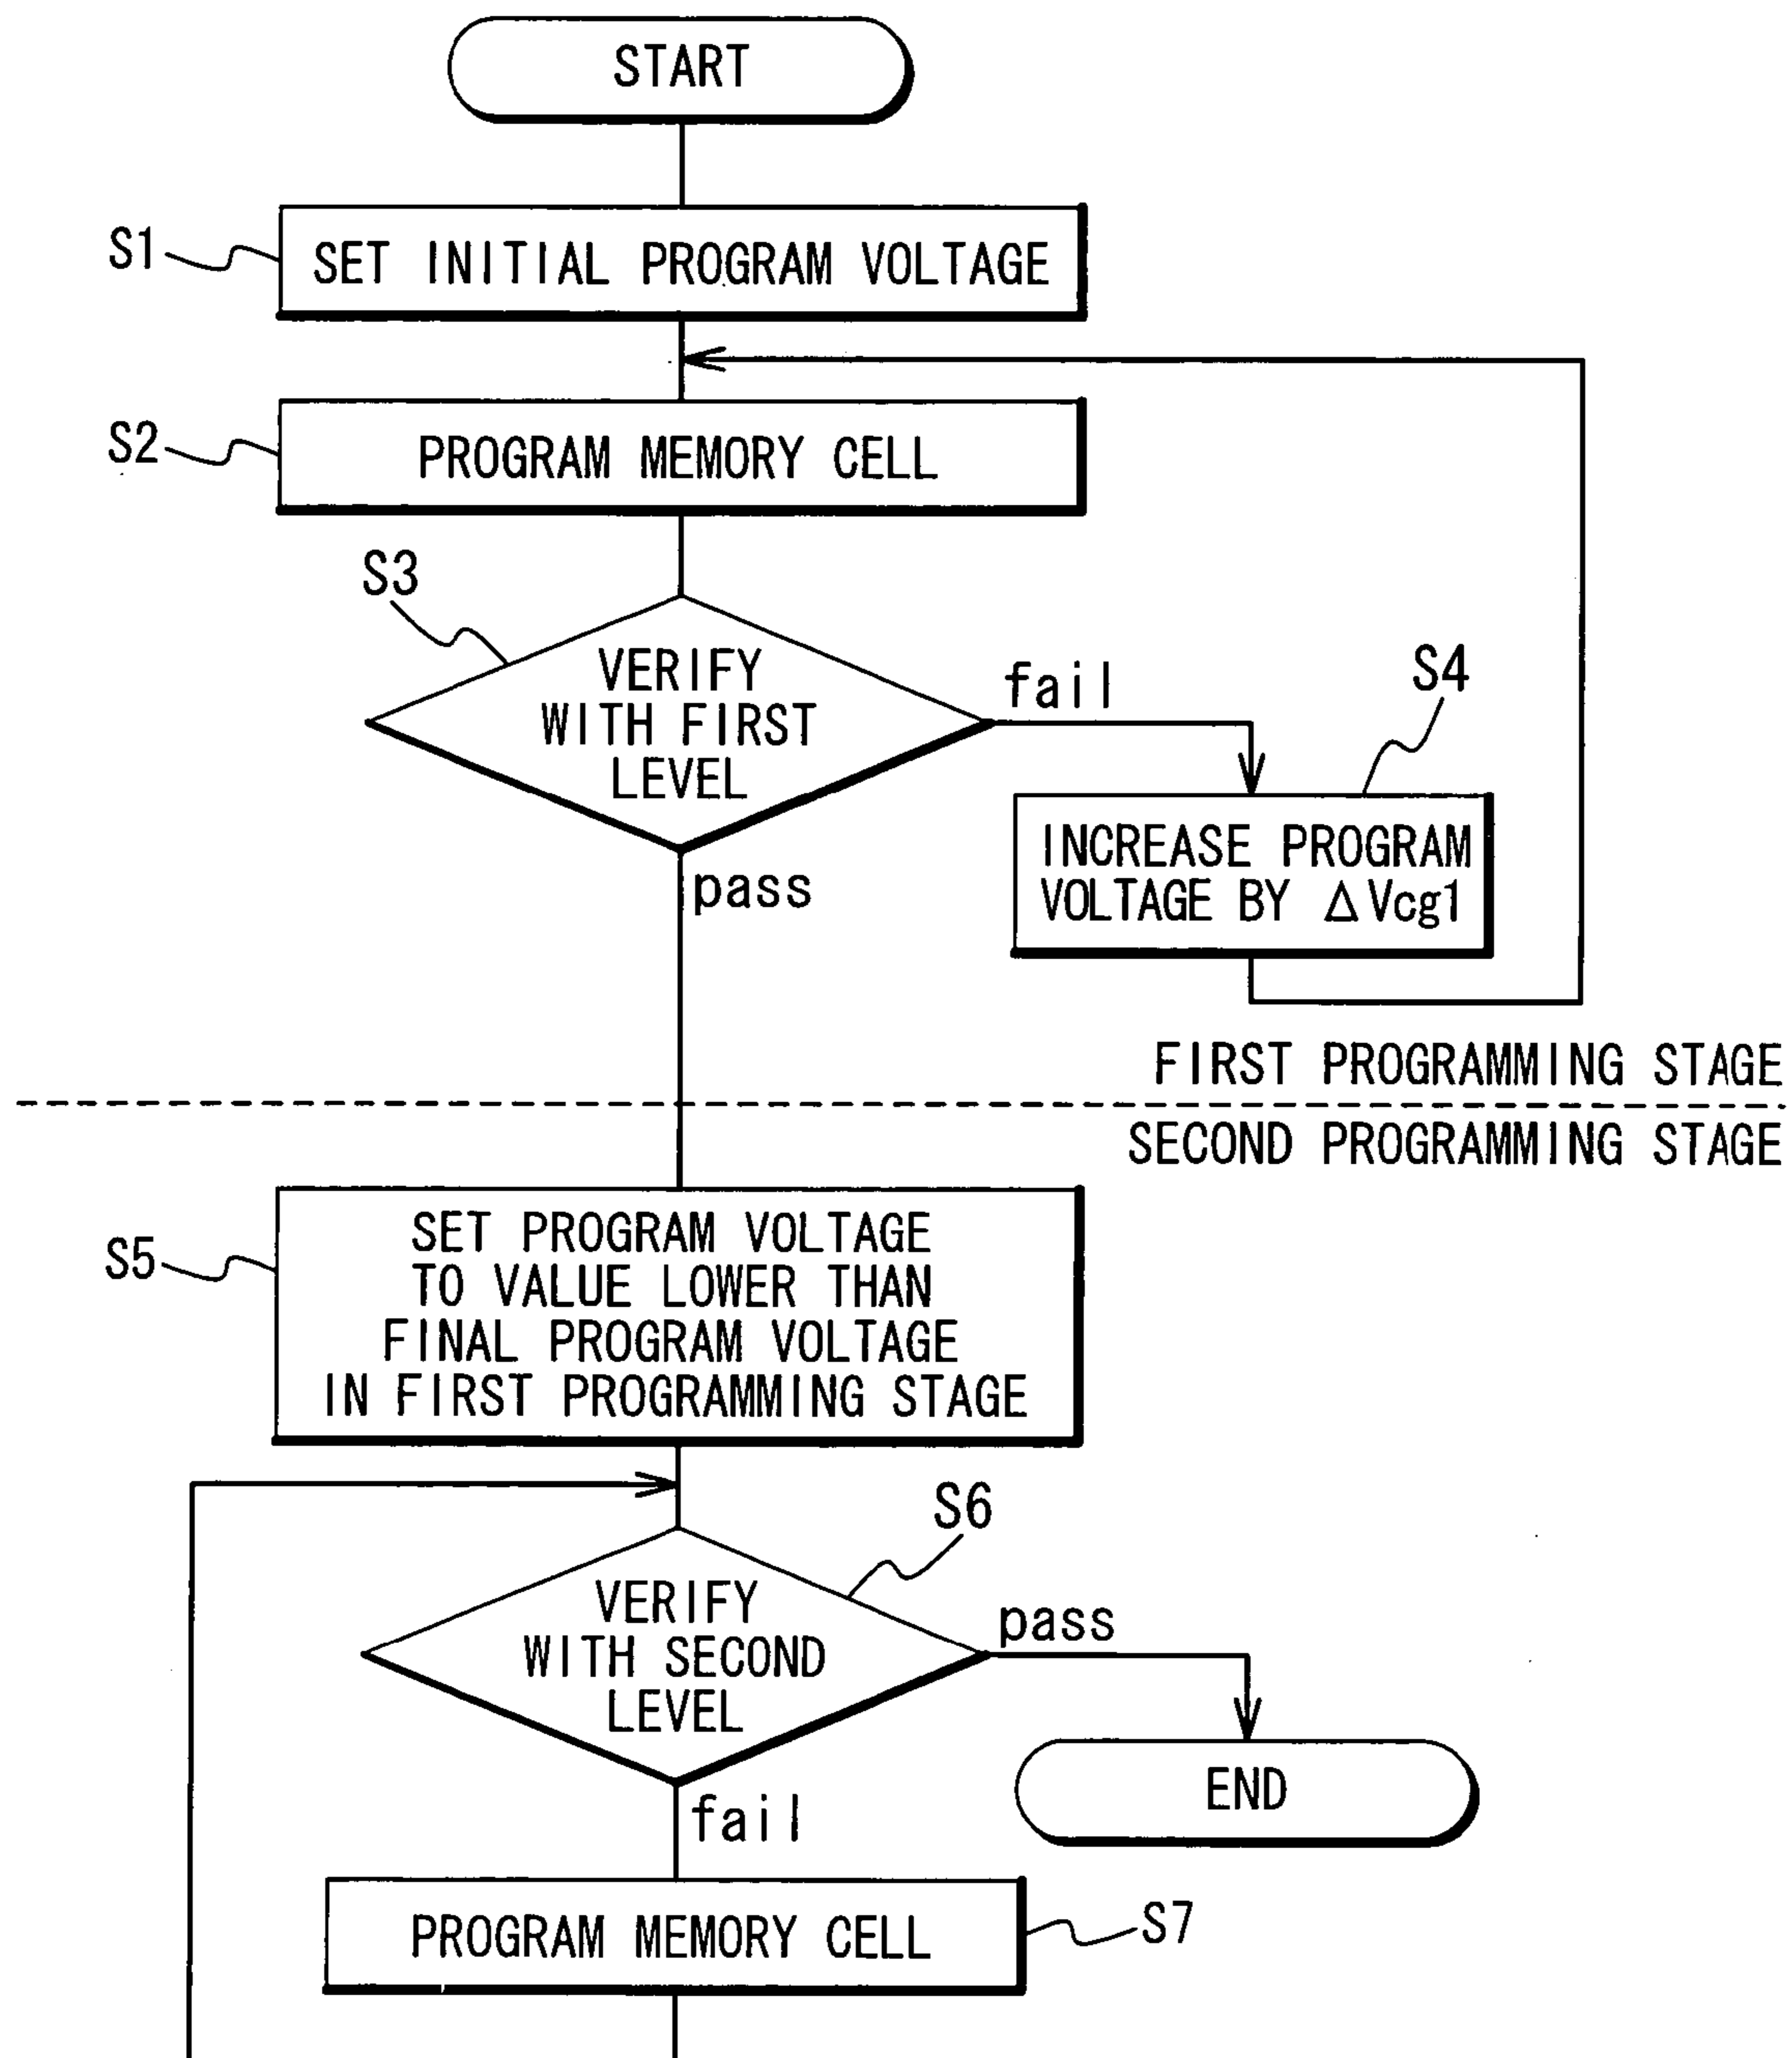 START
S1
SET INITIAL PROGRAM VOLTAGE
S2
PROGRAM MEMORY CELL
S3
VERIFY
WITH FIRST
LEVEL
fail
S4
pass
INCREASE PROGRAM
VOLTAGE BY Δ Vcg1
FIRST PROGRAMMING STAGE
SECOND PROGRAMMING STAGE
S5
SET PROGRAM VOLTAGE
TO VALUE LOWER THAN
FINAL PROGRAM VOLTAGE
IN FIRST PROGRAMMING STAGE
S6
VERIFY
WITH SECOND
LEVEL
pass
END
fail
PROGRAM MEMORY CELL
S7